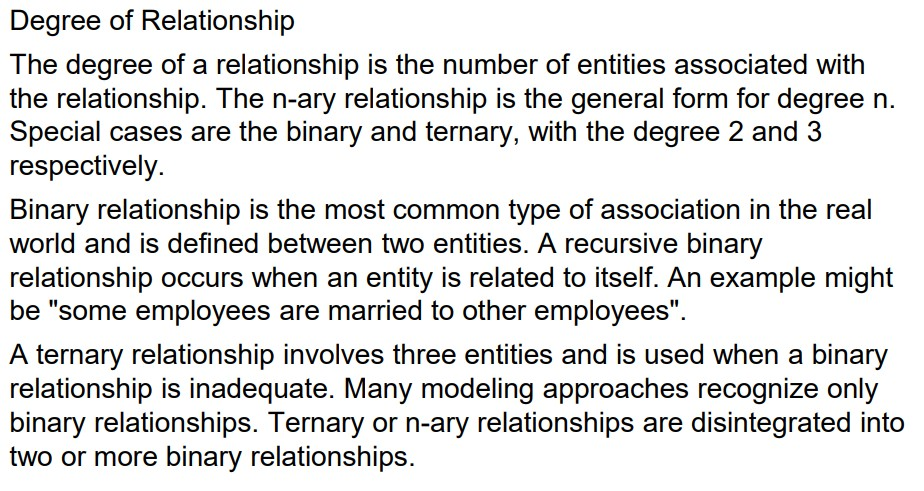 Degree of Relationship
The degree of a relationship is the number of entities associated with
the relationship. The n-ary relationship is the general form for degree n.
Special cases are the binary and ternary, with the degree 2 and 3
respectively.
Binary relationship is the most common type of association in the real
world and is defined between two entities. A recursive binary
relationship occurs when an entity is related to itself. An example might
be "some employees are married to other employees".
A ternary relationship involves three entities and is used when a binary
relationship is inadequate. Many modeling approaches recognize only
binary relationships. Ternary or n-ary relationships are disintegrated into
two or more binary relationships.